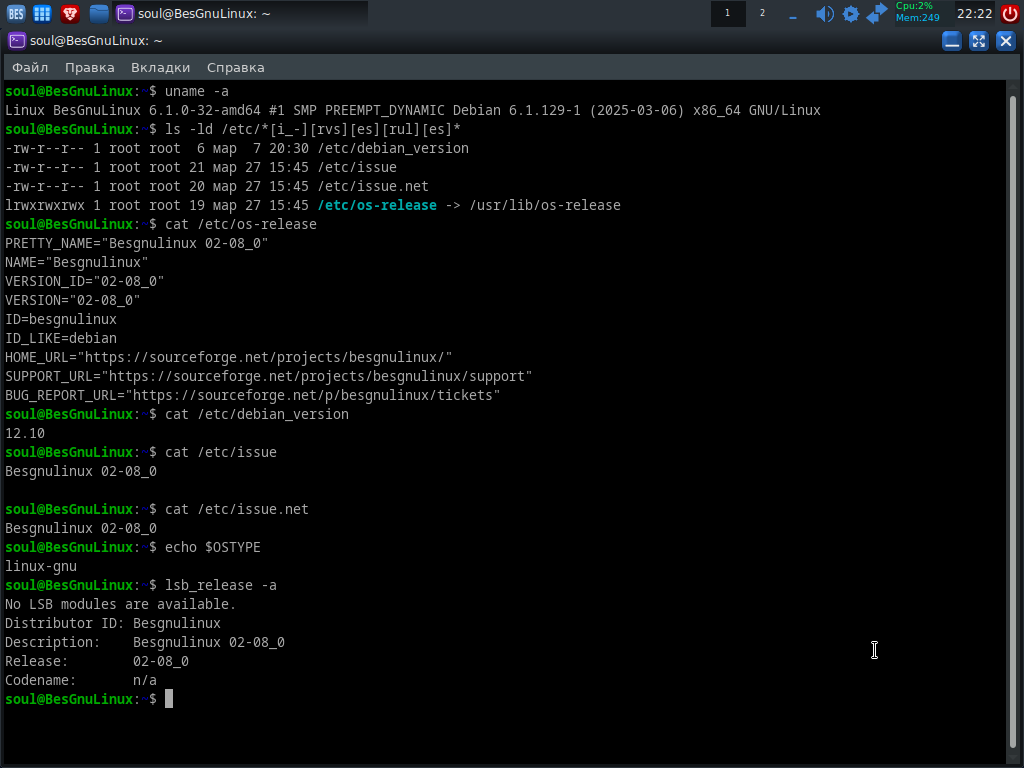 BES soul@BesGnuLinux: ~ 1 2 Cpu:2% 22:22
Mem:249
soul@BesGnuLinux: ~
Файл Правка Вкладки Справка
soul@BesGnuLinux:~$ uname -a
Linux BesGnuLinux 6.1.0-32-amd64 #1 SMP PREEMPT_DYNAMIC Debian 6.1.129-1 (2025-03-06) x86_64 GNU/Linux
soul@BesGnuLinux:~$ ls -ld /etc/*[i_-][rvs][es][rul][es]*
-rw-r--r-- 1 root root  6 мар  7 20:30 /etc/debian_version
-rw-r--r-- 1 root root 21 мар 27 15:45 /etc/issue
-rw-r--r-- 1 root root 20 мар 27 15:45 /etc/issue.net
lrwxrwxrwx 1 root root 19 мар 27 15:45 /etc/os-release -> /usr/lib/os-release
soul@BesGnuLinux:~$ cat /etc/os-release
PRETTY_NAME="Besgnulinux 02-08_0"
NAME="Besgnulinux"
VERSION_ID="02-08_0"
VERSION="02-08_0"
ID=besgnulinux
ID_LIKE=debian
HOME_URL="https://sourceforge.net/projects/besgnulinux/"
SUPPORT_URL="https://sourceforge.net/projects/besgnulinux/support"
BUG_REPORT_URL="https://sourceforge.net/p/besgnulinux/tickets"
soul@BesGnuLinux:~$ cat /etc/debian_version
12.10
soul@BesGnuLinux:~$ cat /etc/issue
Besgnulinux 02-08_0
soul@BesGnuLinux:~$ cat /etc/issue.net
Besgnulinux 02-08_0
soul@BesGnuLinux:~$ echo $OSTYPE
linux-gnu
soul@BesGnuLinux:~$ lsb_release -a
No LSB modules are available.
Distributor ID: Besgnulinux
Description:    Besgnulinux 02-08_0
Release:        02-08_0
Codename:       n/a
soul@BesGnuLinux:~$